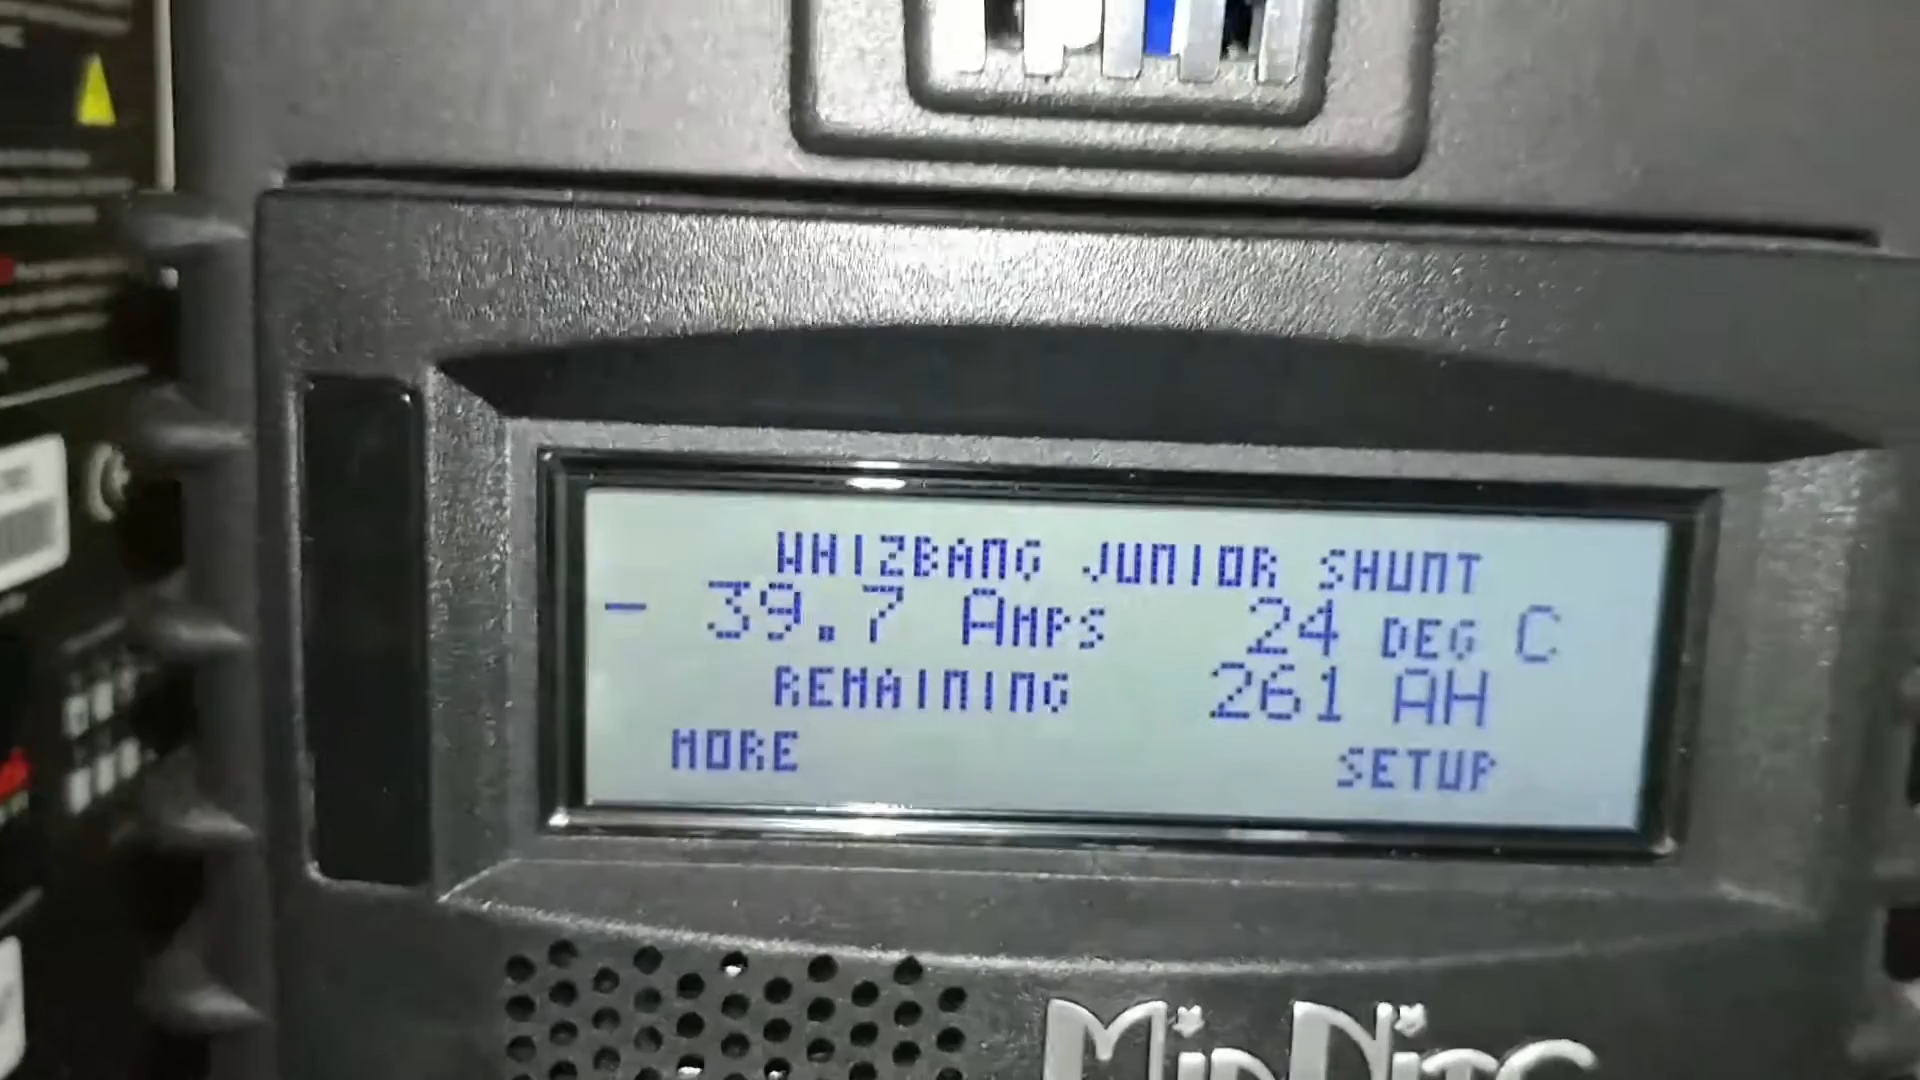 WHIZBANG JUNIOR SHUNT
- 39.7 AMPS 24 DEG C
REMAINING 261 AH
MORE SETUP
MIDNITE